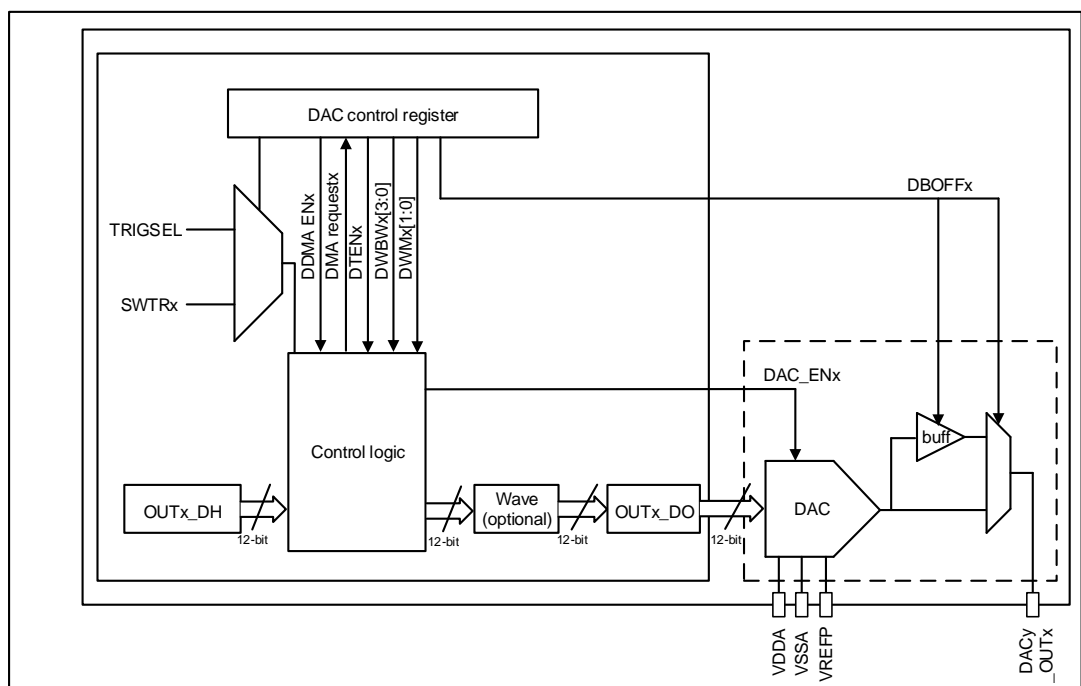 DAC control register
TRIGSEL
SWTRx
DDMA ENx
DMA requestx
DTENx
DWBWx[3:0]
DWMx[1:0]
DBOFFx
DAC_ENx
Control logic
OUTx_DH
12-bit
12-bit
Wave
(optional)
12-bit
OUTx_DO
12-bit
DAC
buff
VDDA
VSSA
VREFP
DACy
_OUTx